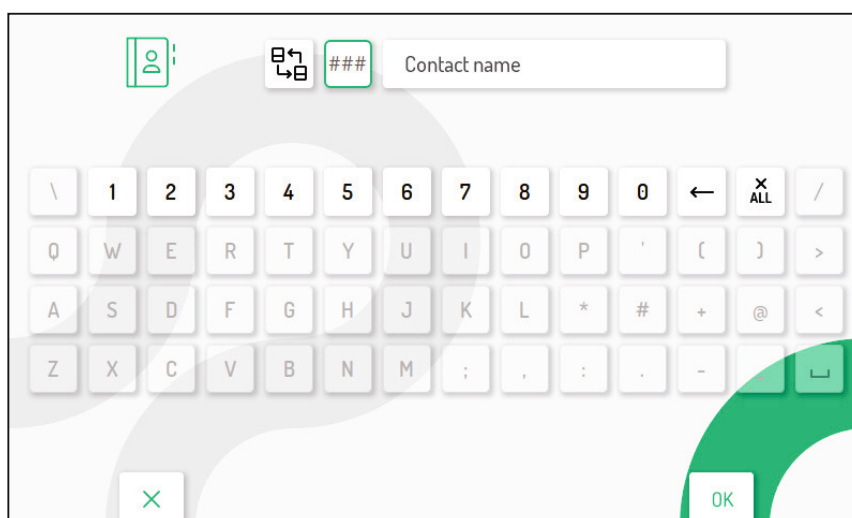 ### Contact name
\ 1 2 3 4 5 6 7 8 9 0 ← × ALL /
Q W E R T Y U I O P ' ( ) >
A S D F G H J K L * # + @ <
Z X C V B N M ; , : . - _ ␣
× OK